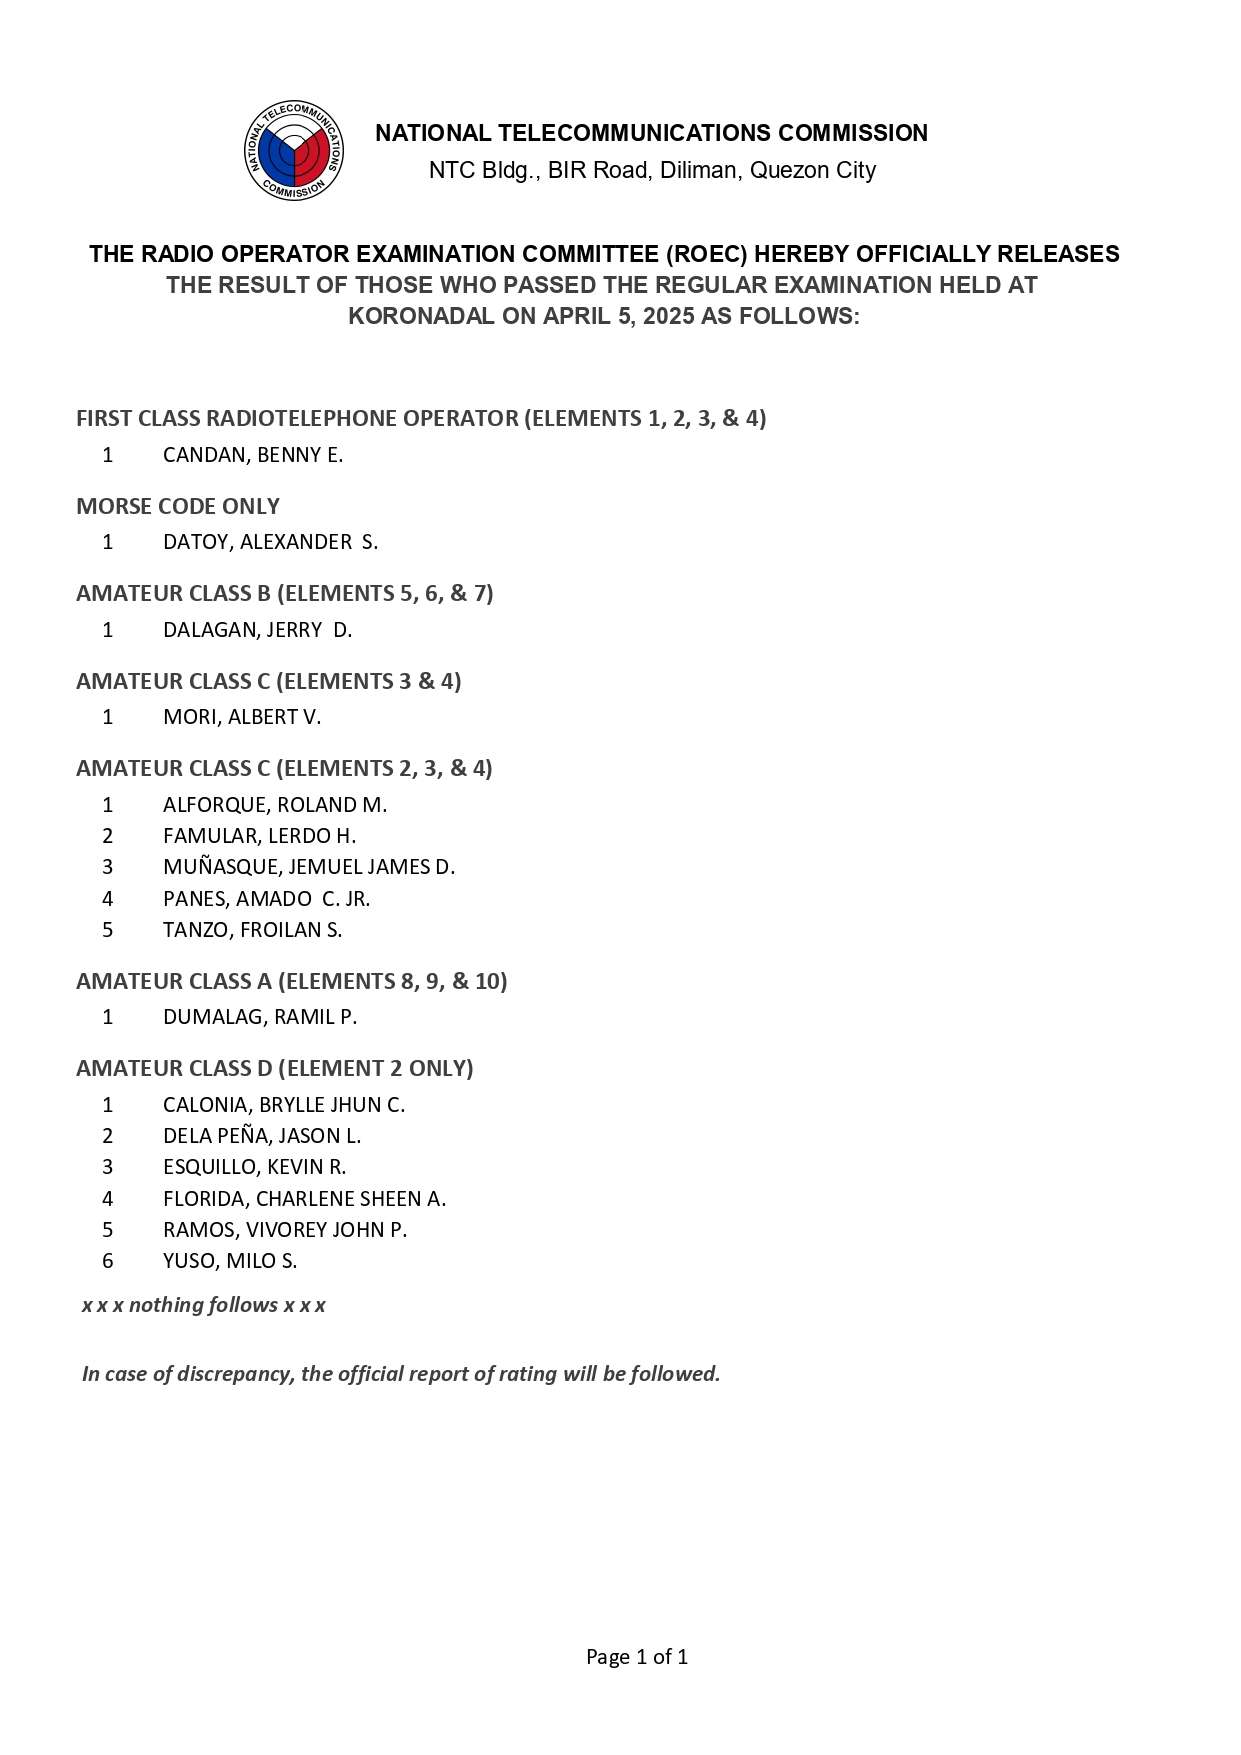 NATIONAL TELECOMMUNICATIONS COMMISSION
NATIONAL TELECOMMUNICATIONS COMMISSION
NTC Bldg., BIR Road, Diliman, Quezon City
THE RADIO OPERATOR EXAMINATION COMMITTEE (ROEC) HEREBY OFFICIALLY RELEASES
THE RESULT OF THOSE WHO PASSED THE REGULAR EXAMINATION HELD AT
KORONADAL ON APRIL 5, 2025 AS FOLLOWS:
FIRST CLASS RADIOTELEPHONE OPERATOR (ELEMENTS 1, 2, 3, & 4)
1 CANDAN, BENNY E.
MORSE CODE ONLY
1 DATOY, ALEXANDER S.
AMATEUR CLASS B (ELEMENTS 5, 6, & 7)
1 DALAGAN, JERRY D.
AMATEUR CLASS C (ELEMENTS 3 & 4)
1 MORI, ALBERT V.
AMATEUR CLASS C (ELEMENTS 2, 3, & 4)
1 ALFORQUE, ROLAND M.
2 FAMULAR, LERDO H.
3 MUÑASQUE, JEMUEL JAMES D.
4 PANES, AMADO C. JR.
5 TANZO, FROILAN S.
AMATEUR CLASS A (ELEMENTS 8, 9, & 10)
1 DUMALAG, RAMIL P.
AMATEUR CLASS D (ELEMENT 2 ONLY)
1 CALONIA, BRYLLE JHUN C.
2 DELA PEÑA, JASON L.
3 ESQUILLO, KEVIN R.
4 FLORIDA, CHARLENE SHEEN A.
5 RAMOS, VIVOREY JOHN P.
6 YUSO, MILO S.
x x x nothing follows x x x
In case of discrepancy, the official report of rating will be followed.
Page 1 of 1